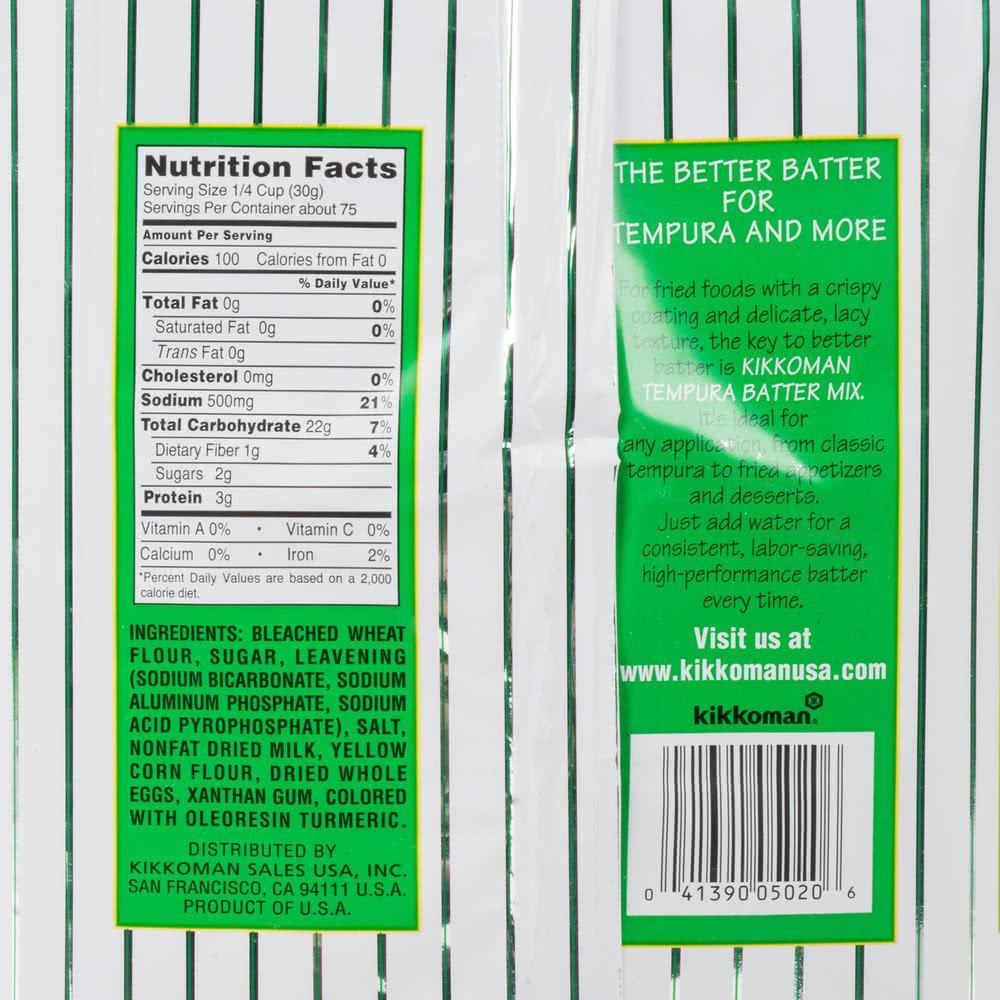 Nutrition Facts
Serving Size 1/4 Cup (30g)
Servings Per Container about 75
Amount Per Serving
Calories 100 Calories from Fat 0
% Daily Value*
Total Fat 0g 0%
Saturated Fat 0g 0%
Trans Fat 0g
Cholesterol 0mg 0%
Sodium 500mg 21%
Total Carbohydrate 22g 7%
Dietary Fiber 1g 4%
Sugars 2g
Protein 3g
Vitamin A 0% • Vitamin C 0%
Calcium 0% • Iron 2%
*Percent Daily Values are based on a 2,000
calorie diet.
INGREDIENTS: BLEACHED WHEAT
FLOUR, SUGAR, LEAVENING
(SODIUM BICARBONATE, SODIUM
ALUMINUM PHOSPHATE, SODIUM
ACID PYROPHOSPHATE), SALT,
NONFAT DRIED MILK, YELLOW
CORN FLOUR, DRIED WHOLE
EGGS, XANTHAN GUM, COLORED
WITH OLEORESIN TURMERIC.
DISTRIBUTED BY
KIKKOMAN SALES USA, INC.
SAN FRANCISCO, CA 94111 U.S.A.
PRODUCT OF U.S.A.
THE BETTER BATTER
FOR
TEMPURA AND MORE
For fried foods with a crispy
coating and delicate, lacy
texture, the key to better
batter is KIKKOMAN
TEMPURA BATTER MIX.
It's ideal for
any application, from classic
tempura to fried appetizers
and desserts.
Just add water for a
consistent, labor-saving,
high-performance batter
every time.
Visit us at
www.kikkomanusa.com
kikkoman®
0 41390 05020 6